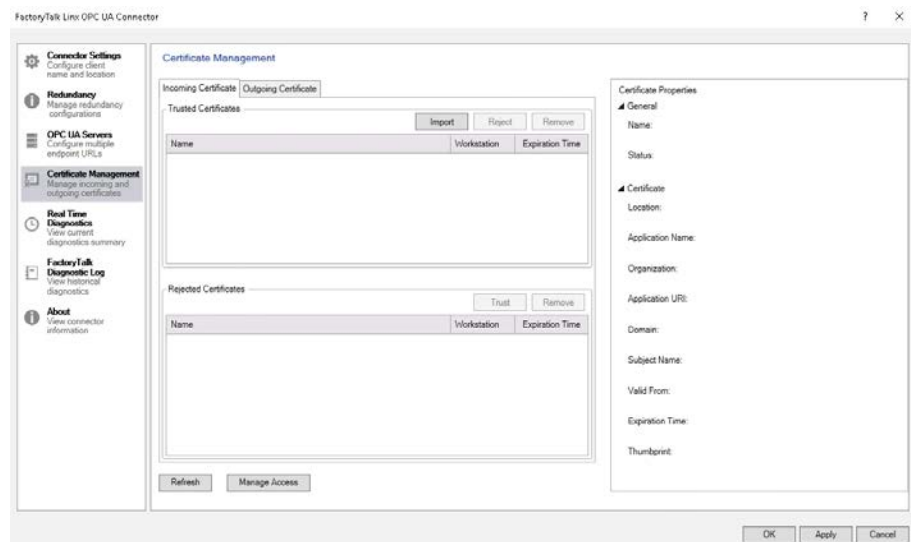 FactoryTalk Linx OPC UA Connector
?
Connector Settings
Configure client
name and location
Redundancy
Manage redundancy
configurations
OPC UA Servers
Configure multiple
endpoint URLs
Certificate Management
Manage incoming and
outgoing certificates
Real Time
Diagnostics
View current
diagnostics summary
FactoryTalk
Diagnostic Log
View historical
diagnostics
About
View connector
information
Certificate Management
Incoming Certificate Outgoing Certificate
Trusted Certificates
Import Reject Remove
Name Workstation Expiration Time
Rejected Certificates
Trust Remove
Name Workstation Expiration Time
Refresh Manage Access
Certificate Properties
General
Name:
Status:
Certificate
Location:
Application Name:
Organization:
Application URI:
Domain:
Subject Name:
Valid From:
Expiration Time:
Thumbprint:
OK Apply Cancel